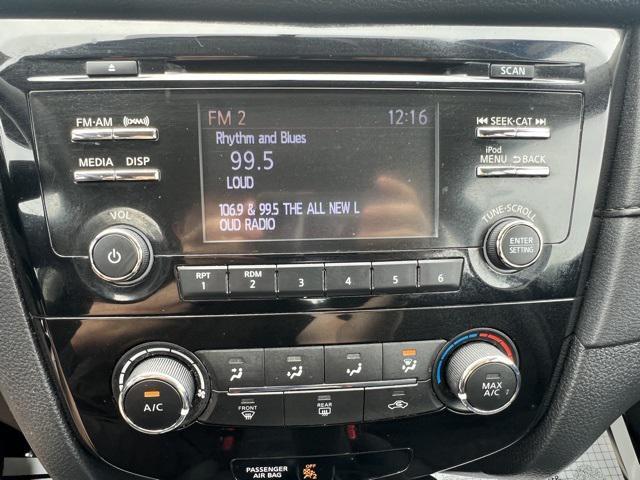 SCAN
FM·AM
((SXM))
FM 2
12:16
SEEK·CAT
Rhythm and Blues
99.5
LOUD
106.9 & 99.5 THE ALL NEW L
OUD RADIO
MEDIA
DISP
iPod
MENU
BACK
VOL
TUNE·SCROLL
ENTER
SETTING
RPT
1
RDM
2
3
4
5
6
A/C
FRONT
REAR
MAX
A/C
PASSENGER
AIR BAG
OFF
2